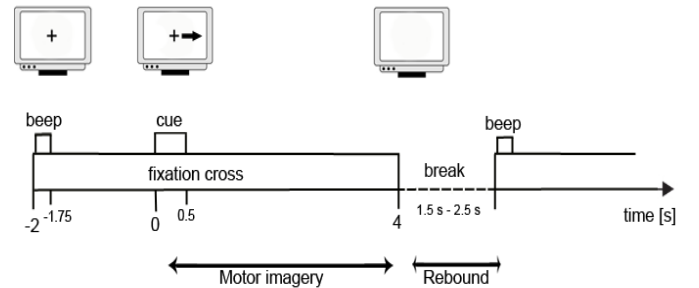 beep
cue
beep
fixation cross
break
-2
-1.75
0
0.5
4
1.5 s - 2.5 s
time [s]
Motor imagery
Rebound